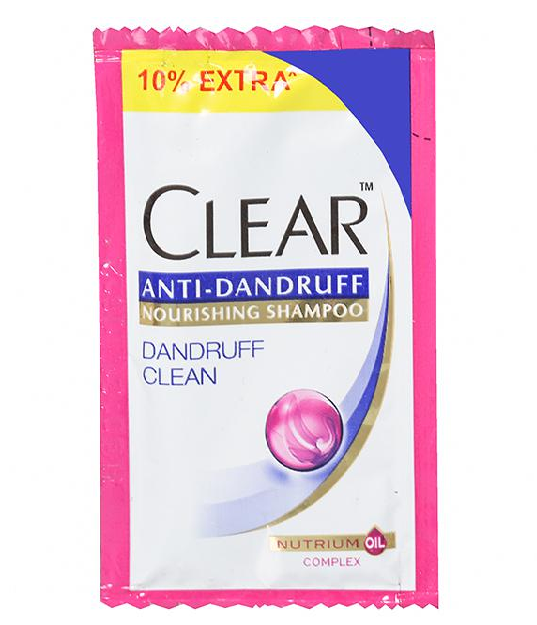 10% EXTRA^
CLEAR™
ANTI-DANDRUFF
NOURISHING SHAMPOO
DANDRUFF
CLEAN
NUTRIUM OIL
COMPLEX